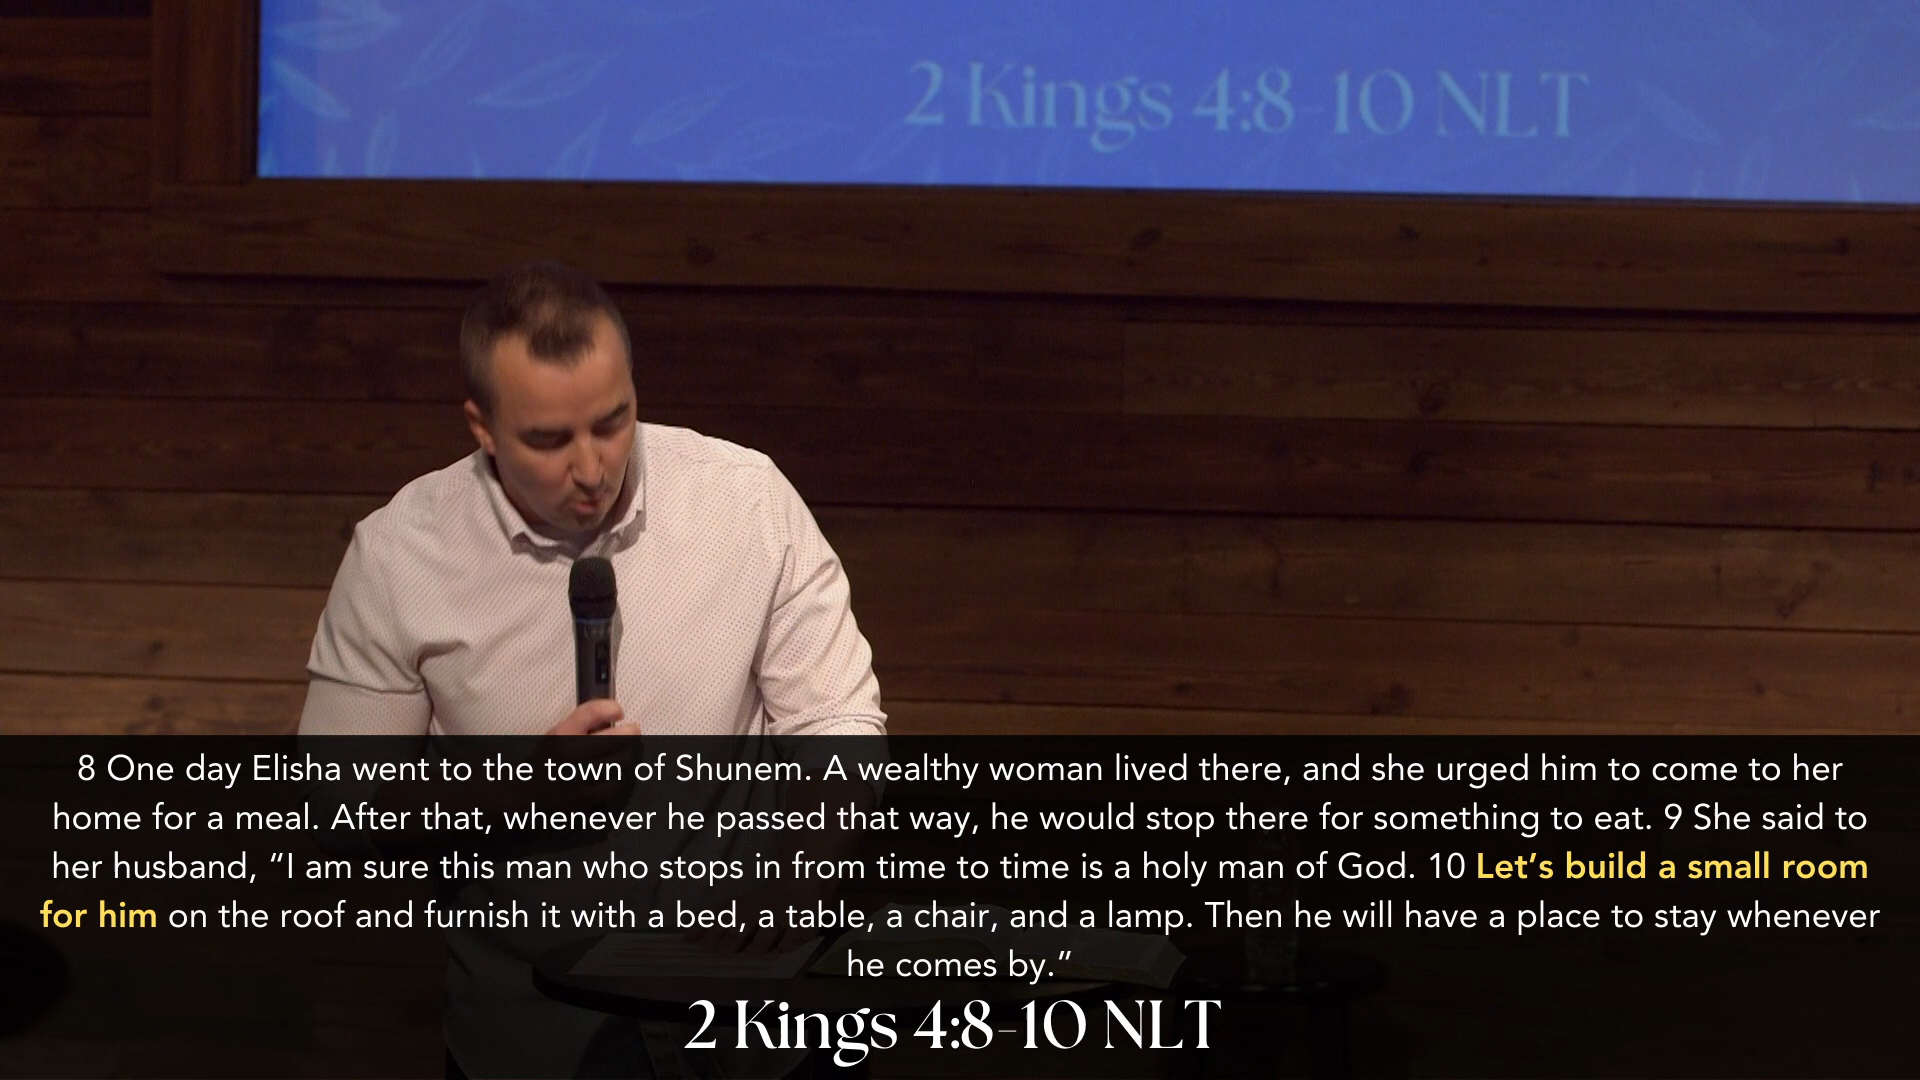 2 Kings 4:8-10 NLT
8 One day Elisha went to the town of Shunem. A wealthy woman lived there, and she urged him to come to her
home for a meal. After that, whenever he passed that way, he would stop there for something to eat. 9 She said to
her husband, “I am sure this man who stops in from time to time is a holy man of God. 10 Let’s build a small room
for him on the roof and furnish it with a bed, a table, a chair, and a lamp. Then he will have a place to stay whenever
he comes by.”
2 Kings 4:8-10 NLT